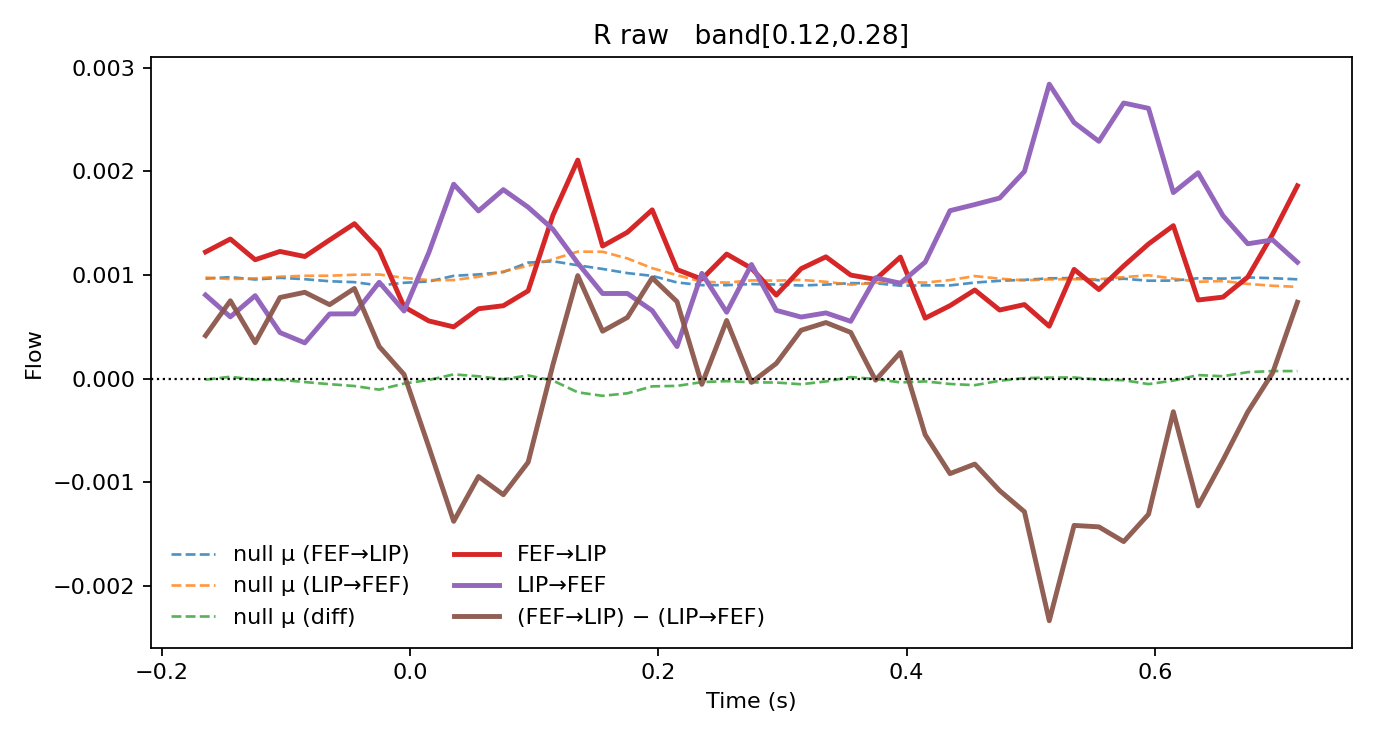 R raw   band[0.12,0.28]
0.003
0.002
0.001
0.000
−0.001
−0.002
Flow
null μ (FEF→LIP)
null μ (LIP→FEF)
null μ (diff)
FEF→LIP
LIP→FEF
(FEF→LIP) − (LIP→FEF)
−0.2
0.0
0.2
0.4
0.6
Time (s)